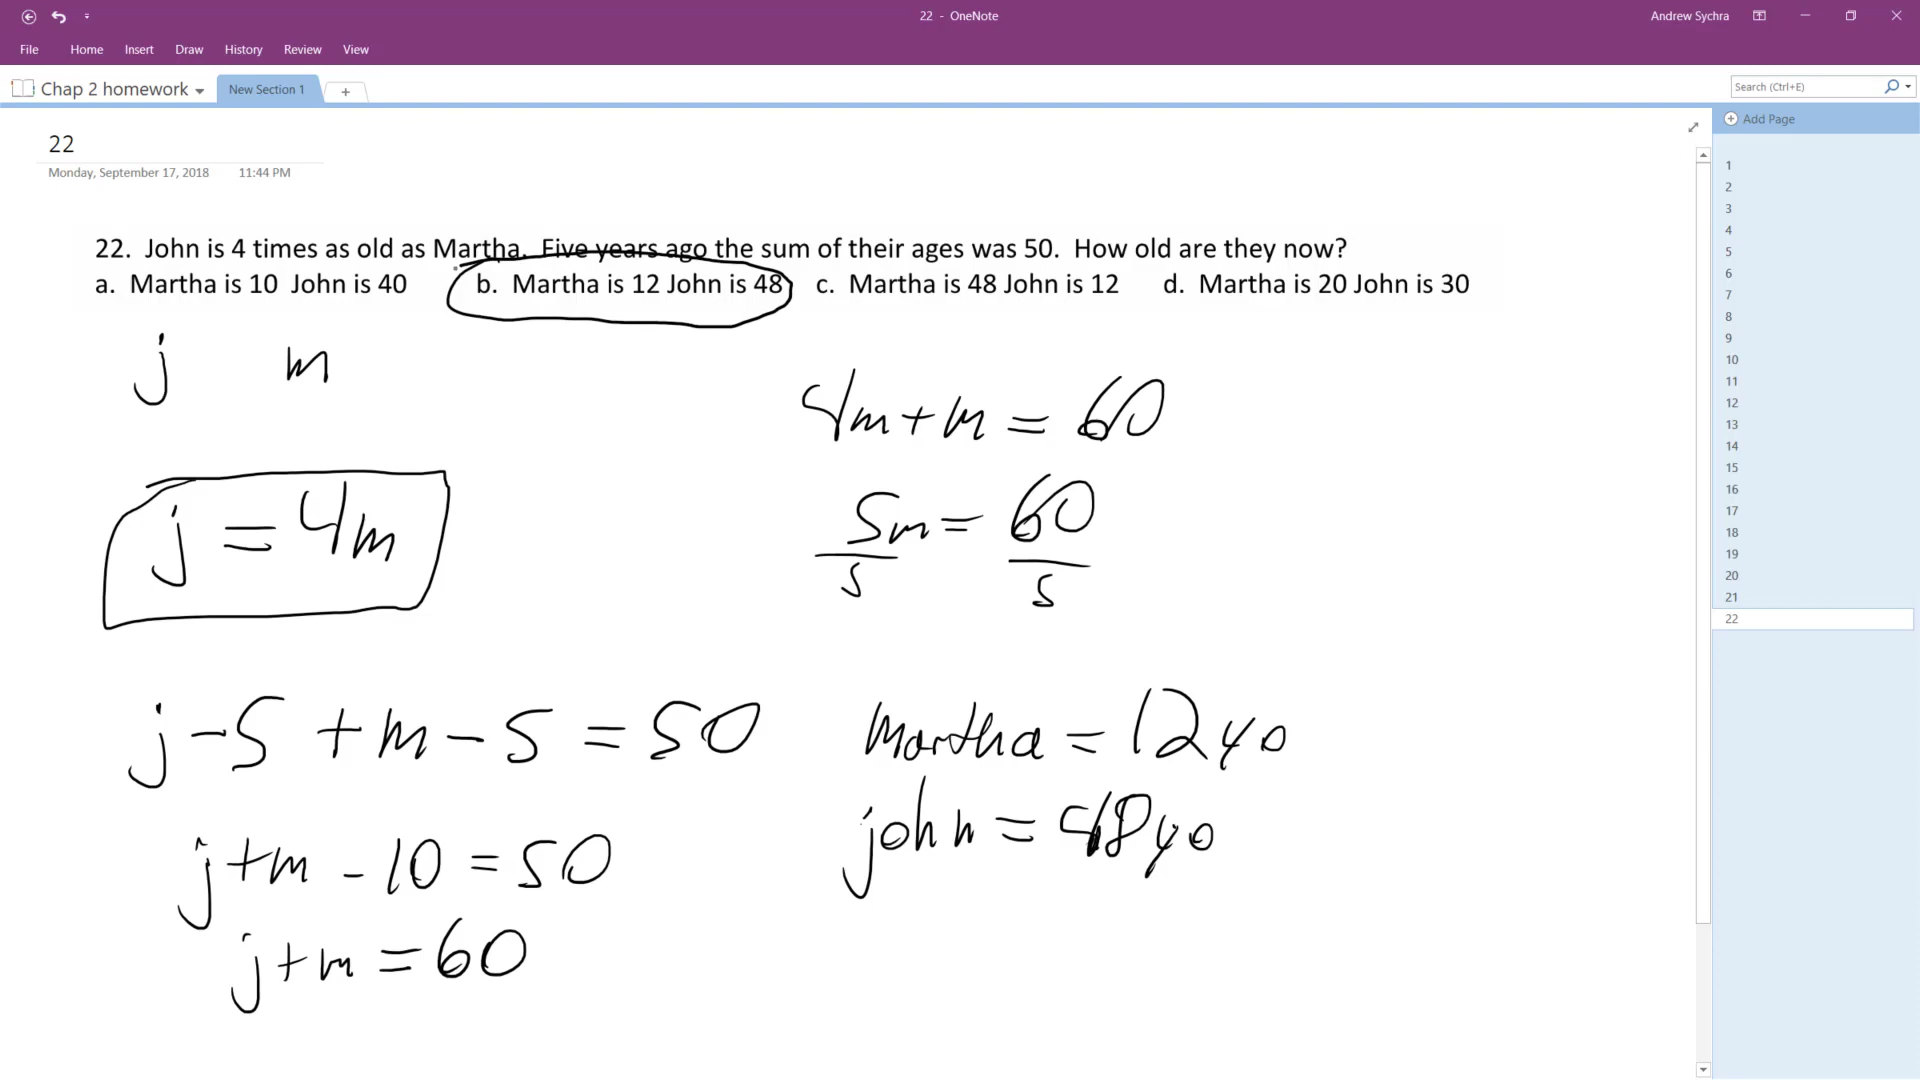 22 - OneNote
Andrew Sychra
File Home Insert Draw History Review View
Chap 2 homework
New Section 1
+
Search (Ctrl+E)
Add Page
22
Monday, September 17, 2018 11:44 PM
22. John is 4 times as old as Martha. Five years ago the sum of their ages was 50. How old are they now?
a. Martha is 10 John is 40 b. Martha is 12 John is 48 c. Martha is 48 John is 12 d. Martha is 20 John is 30
j m
j = 4m
j - 5 + m - 5 = 50
j + m - 10 = 50
j + m = 60
4m + m = 60
5m = 60
5 5
martha = 12 yo
john = 48 yo
1
2
3
4
5
6
7
8
9
10
11
12
13
14
15
16
17
18
19
20
21
22